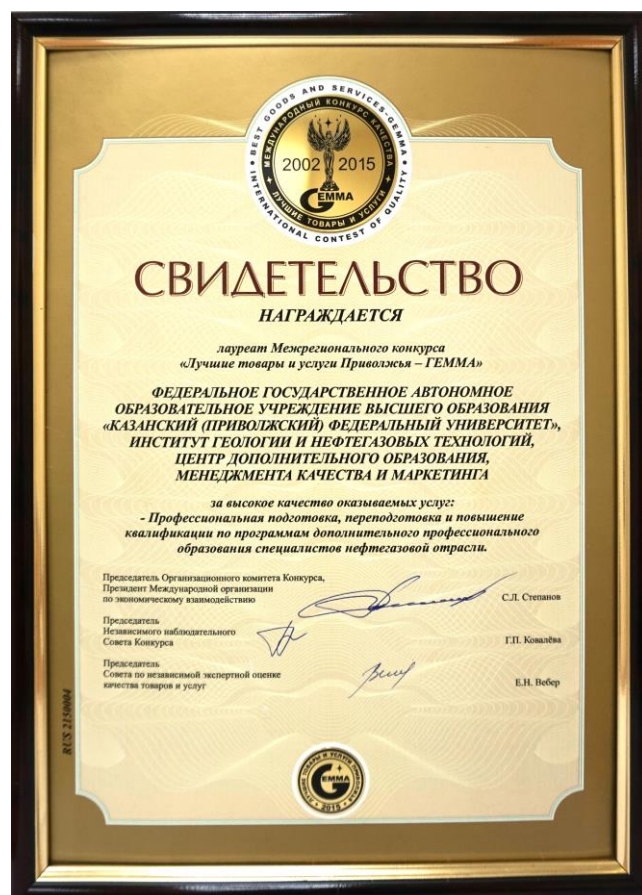 INTERNATIONAL CONTEST OF QUALITY • BEST GOODS AND SERVICES-GEMMA •
МЕЖДУНАРОДНЫЙ КОНКУРС КАЧЕСТВА
ЛУЧШИЕ ТОВАРЫ И УСЛУГИ
2002 2015
GEMMA
СВИДЕТЕЛЬСТВО
НАГРАЖДАЕТСЯ
лауреат Межрегионального конкурса
«Лучшие товары и услуги Приволжья – ГЕММА»
ФЕДЕРАЛЬНОЕ ГОСУДАРСТВЕННОЕ АВТОНОМНОЕ
ОБРАЗОВАТЕЛЬНОЕ УЧРЕЖДЕНИЕ ВЫСШЕГО ОБРАЗОВАНИЯ
«КАЗАНСКИЙ (ПРИВОЛЖСКИЙ) ФЕДЕРАЛЬНЫЙ УНИВЕРСИТЕТ»,
ИНСТИТУТ ГЕОЛОГИИ И НЕФТЕГАЗОВЫХ ТЕХНОЛОГИЙ,
ЦЕНТР ДОПОЛНИТЕЛЬНОГО ОБРАЗОВАНИЯ,
МЕНЕДЖМЕНТА КАЧЕСТВА И МАРКЕТИНГА
за высокое качество оказываемых услуг:
- Профессиональная подготовка, переподготовка и повышение
квалификации по программам дополнительного профессионального
образования специалистов нефтегазовой отрасли.
Председатель Организационного комитета Конкурса,
Президент Международной организации
по экономическому взаимодействию
С.Л. Степанов
Председатель
Независимого наблюдательного
Совета Конкурса
Г.П. Ковалёва
Председатель
Совета по независимой экспертной оценке
качества товаров и услуг
Е.Н. Вебер
RUS 2150004
ЛУЧШИЕ ТОВАРЫ И УСЛУГИ ПРИВОЛЖЬЯ
GEMMA
• 2015 •